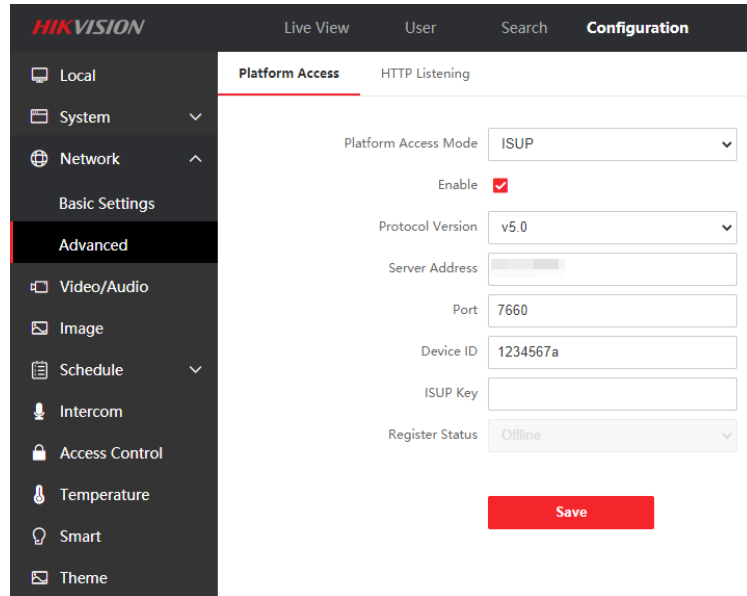 HIKVISION
Live View User Search Configuration
Local
System
Network
Basic Settings
Advanced
Video/Audio
Image
Schedule
Intercom
Access Control
Temperature
Smart
Theme
Platform Access HTTP Listening
Platform Access Mode ISUP
Enable
Protocol Version v5.0
Server Address
Port 7660
Device ID 1234567a
ISUP Key
Register Status Offline
Save